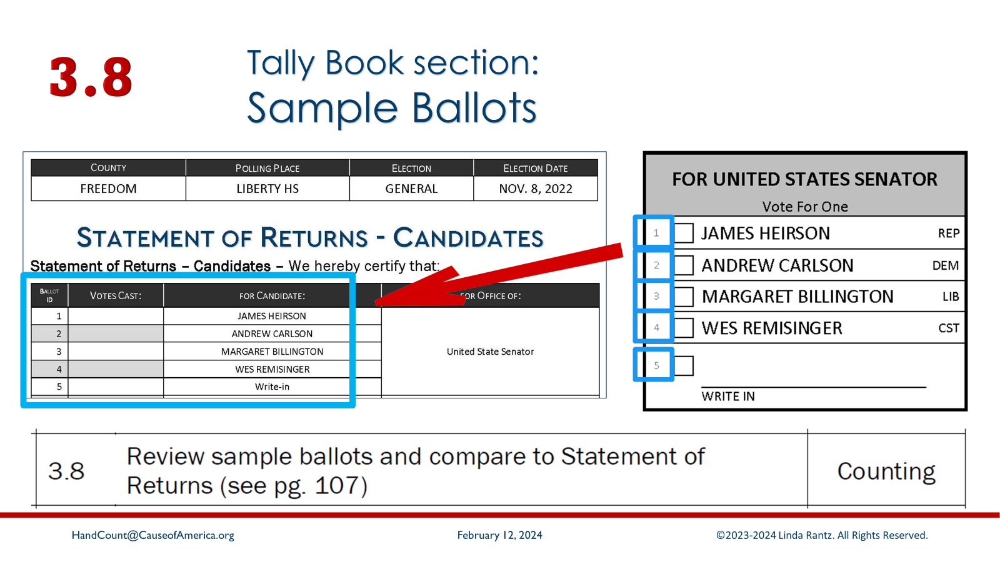 3.8
Tally Book section:
Sample Ballots
COUNTY POLLING PLACE ELECTION ELECTION DATE
FREEDOM LIBERTY HS GENERAL NOV. 8, 2022
STATEMENT OF RETURNS - CANDIDATES
Statement of Returns – Candidates – We hereby certify that:
BALLOT ID VOTES CAST: FOR CANDIDATE: FOR OFFICE OF:
1 JAMES HEIRSON
2 ANDREW CARLSON
3 MARGARET BILLINGTON United State Senator
4 WES REMISINGER
5 Write-in
FOR UNITED STATES SENATOR
Vote For One
1 JAMES HEIRSON REP
2 ANDREW CARLSON DEM
3 MARGARET BILLINGTON LIB
4 WES REMISINGER CST
5
WRITE IN
3.8 Review sample ballots and compare to Statement of
Returns (see pg. 107) Counting
HandCount@CauseofAmerica.org February 12, 2024 ©2023-2024 Linda Rantz. All Rights Reserved.